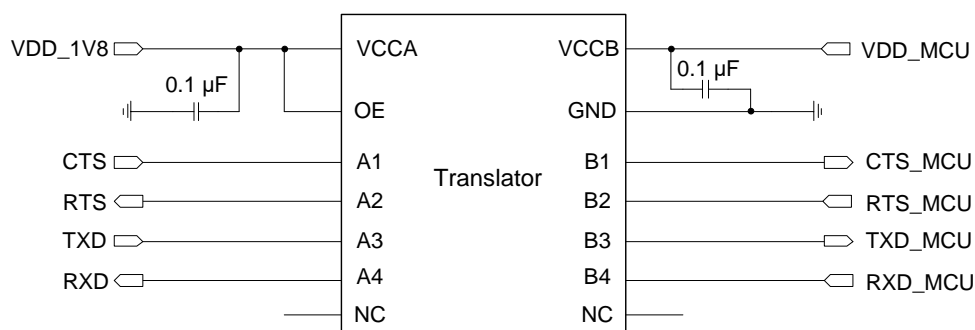 VDD_1V8
VCCA
VCCB
VDD_MCU
0.1 µF
0.1 µF
OE
GND
CTS
A1
B1
CTS_MCU
Translator
RTS
A2
B2
RTS_MCU
TXD
A3
B3
TXD_MCU
RXD
A4
B4
RXD_MCU
NC
NC